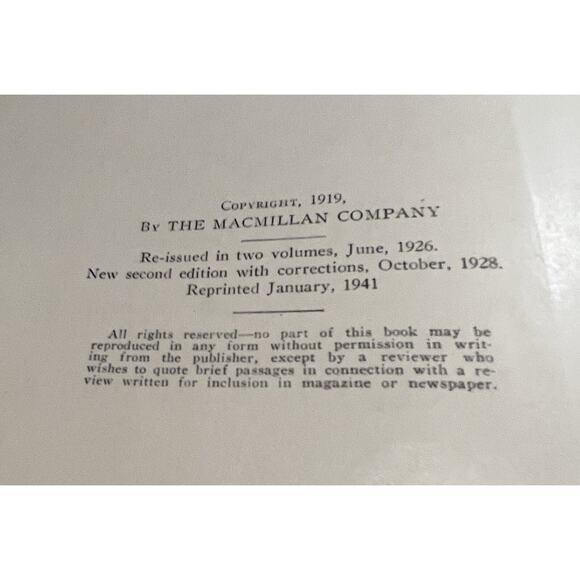 COPYRIGHT, 1919,
BY THE MACMILLAN COMPANY
Re-issued in two volumes, June, 1926.
New second edition with corrections, October, 1928.
Reprinted January, 1941
All rights reserved—no part of this book may be
reproduced in any form without permission in writ-
ing from the publisher, except by a reviewer who
wishes to quote brief passages in connection with a re-
view written for inclusion in magazine or newspaper.